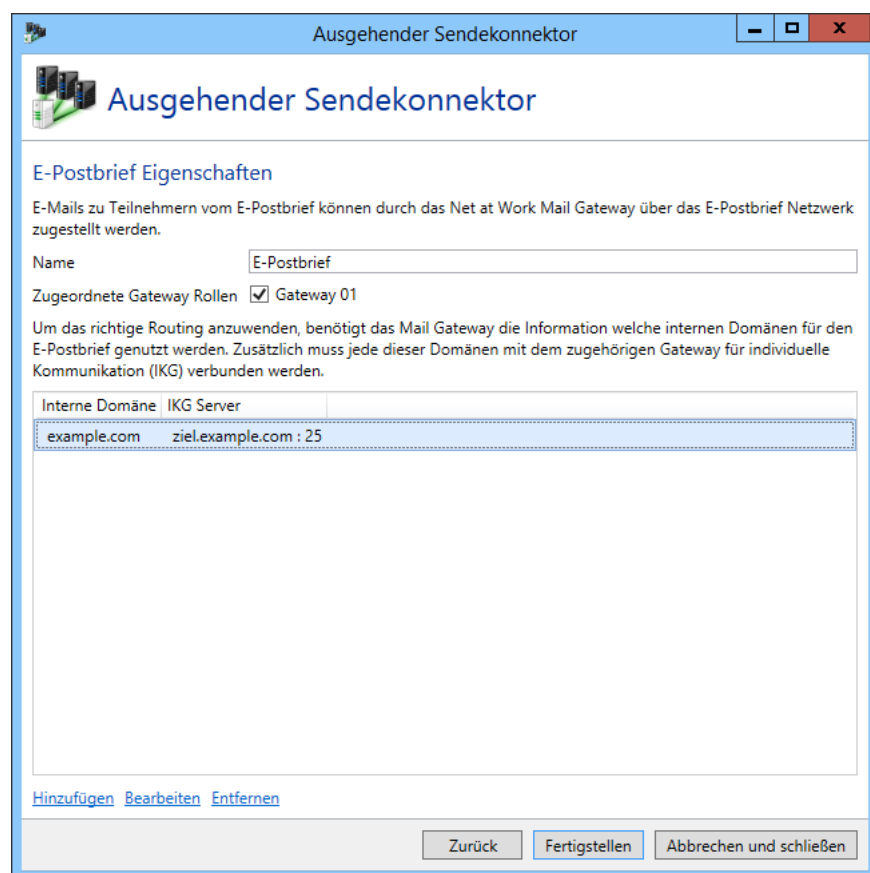 Ausgehender Sendekonnektor
Ausgehender Sendekonnektor
E-Postbrief Eigenschaften
E-Mails zu Teilnehmern vom E-Postbrief können durch das Net at Work Mail Gateway über das E-Postbrief Netzwerk
zugestellt werden.
Name E-Postbrief
Zugeordnete Gateway Rollen Gateway 01
Um das richtige Routing anzuwenden, benötigt das Mail Gateway die Information welche internen Domänen für den
E-Postbrief genutzt werden. Zusätzlich muss jede dieser Domänen mit dem zugehörigen Gateway für individuelle
Kommunikation (IKG) verbunden werden.
Interne Domäne IKG Server
example.com ziel.example.com : 25
Hinzufügen Bearbeiten Entfernen
Zurück Fertigstellen Abbrechen und schließen